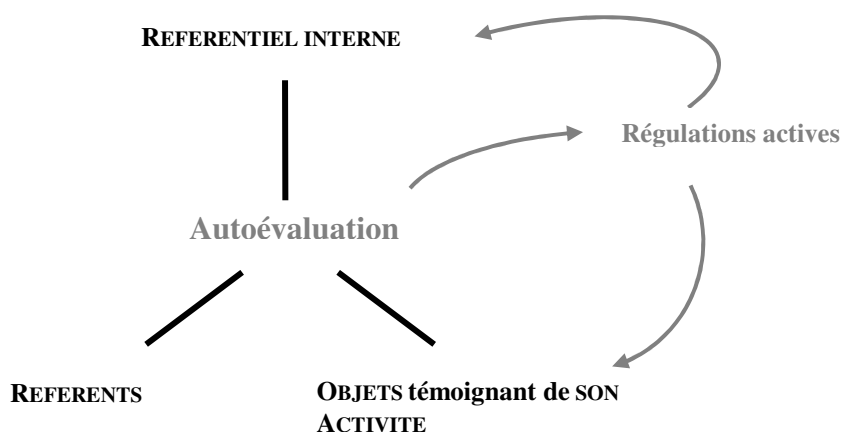 REFERENTIEL INTERNE
Régulations actives
Autoévaluation
REFERENTS
OBJETS témoignant de SON
ACTIVITE